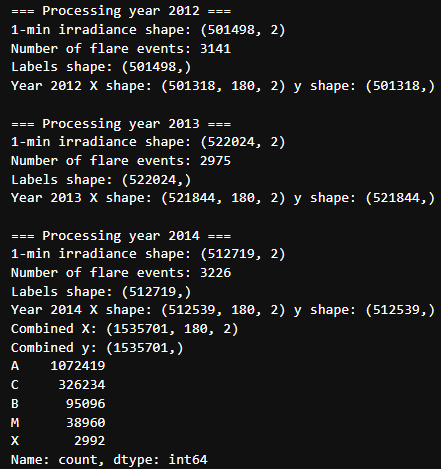 === Processing year 2012 ===
1-min irradiance shape: (501498, 2)
Number of flare events: 3141
Labels shape: (501498,)
Year 2012 X shape: (501318, 180, 2) y shape: (501318,)
=== Processing year 2013 ===
1-min irradiance shape: (522024, 2)
Number of flare events: 2975
Labels shape: (522024,)
Year 2013 X shape: (521844, 180, 2) y shape: (521844,)
=== Processing year 2014 ===
1-min irradiance shape: (512719, 2)
Number of flare events: 3226
Labels shape: (512719,)
Year 2014 X shape: (512539, 180, 2) y shape: (512539,)
Combined X: (1535701, 180, 2)
Combined y: (1535701,)
A    1072419
C     326234
B      95096
M      38960
X       2992
Name: count, dtype: int64